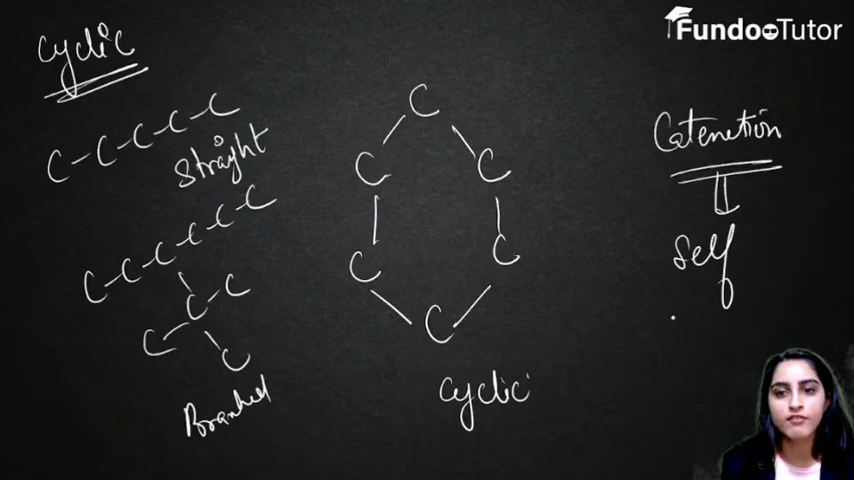 FundooTutor
Cyclic
C-C-C-C-C
Straight
C-C-C-C-C-C
C-C
C
C
Branched
C
C
C
C
C
C
Cyclic
Catenation
Self